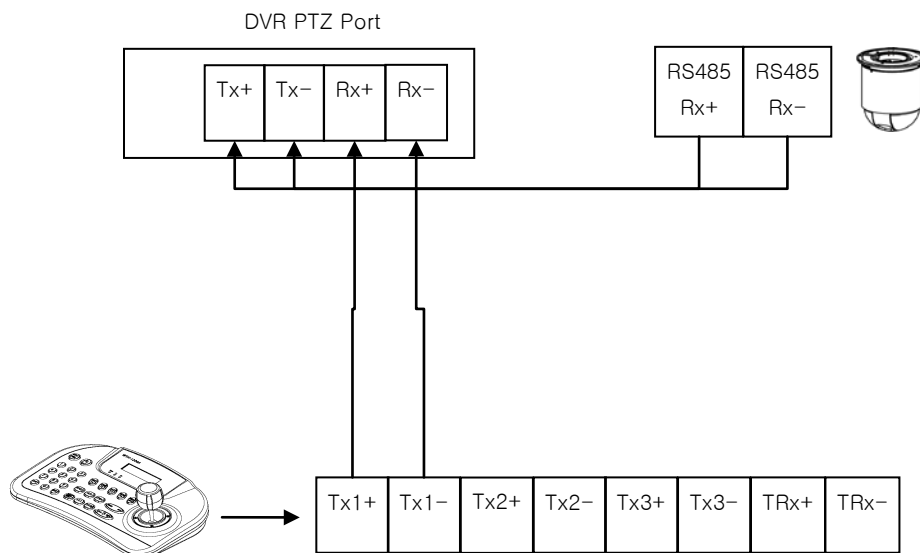 DVR PTZ Port
Tx+ Tx- Rx+ Rx-
RS485 RS485
Rx+ Rx-
Tx1+ Tx1- Tx2+ Tx2- Tx3+ Tx3- TRx+ TRx-